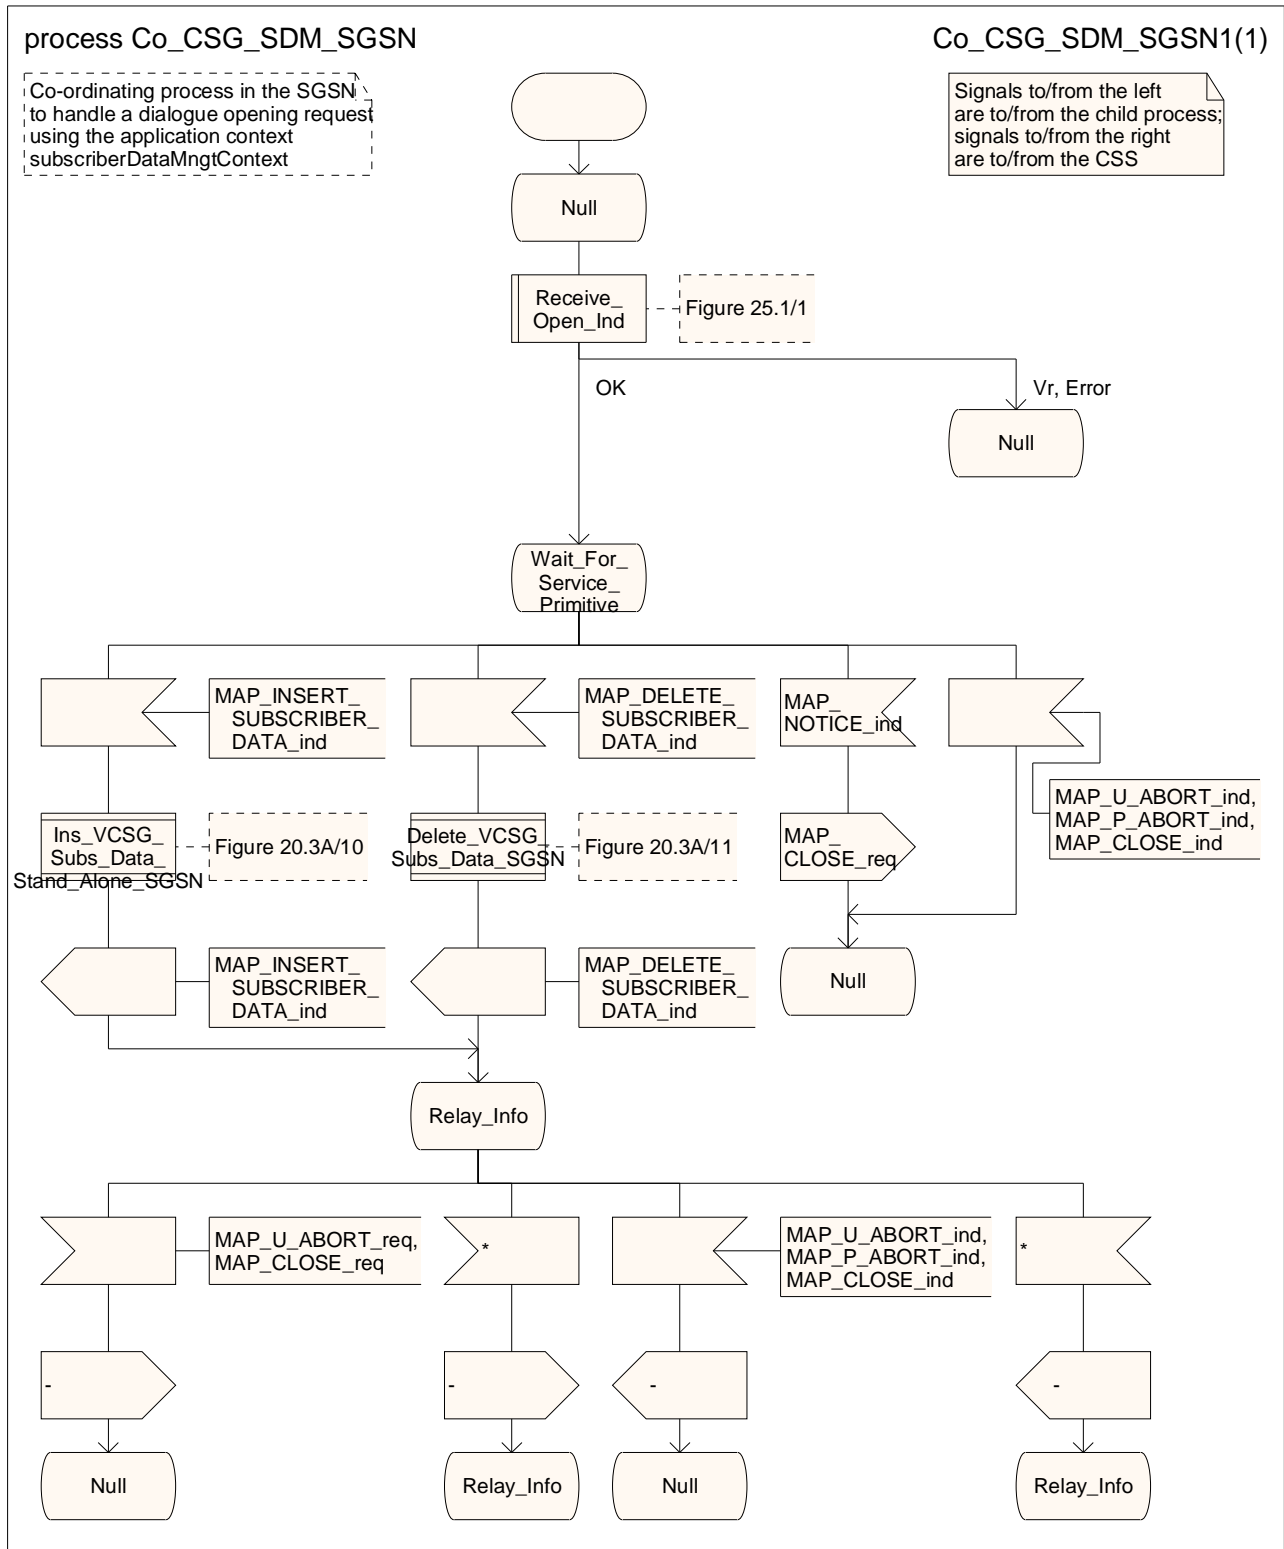 process Co_CSG_SDM_SGSN
Co_CSG_SDM_SGSN1(1)
Co-ordinating process in the SGSN
to handle a dialogue opening request
using the application context
subscriberDataMngtContext
Signals to/from the left
are to/from the child process;
signals to/from the right
are to/from the CSS
Null
Receive_
Open_Ind
Figure 25.1/1
OK
Vr, Error
Null
Wait_For_
Service_
Primitive
MAP_INSERT_
SUBSCRIBER_
DATA_ind
MAP_DELETE_
SUBSCRIBER_
DATA_ind
MAP_
NOTICE_ind
MAP_U_ABORT_ind,
MAP_P_ABORT_ind,
MAP_CLOSE_ind
Ins_VCSG_
Subs_Data_
Stand_Alone_SGSN
Figure 20.3A/10
Delete_VCSG_
Subs_Data_SGSN
Figure 20.3A/11
MAP_
CLOSE_req
MAP_INSERT_
SUBSCRIBER_
DATA_ind
MAP_DELETE_
SUBSCRIBER_
DATA_ind
Null
Relay_Info
MAP_U_ABORT_req,
MAP_CLOSE_req
*
MAP_U_ABORT_ind,
MAP_P_ABORT_ind,
MAP_CLOSE_ind
*
-
-
-
-
Null
Relay_Info
Null
Relay_Info